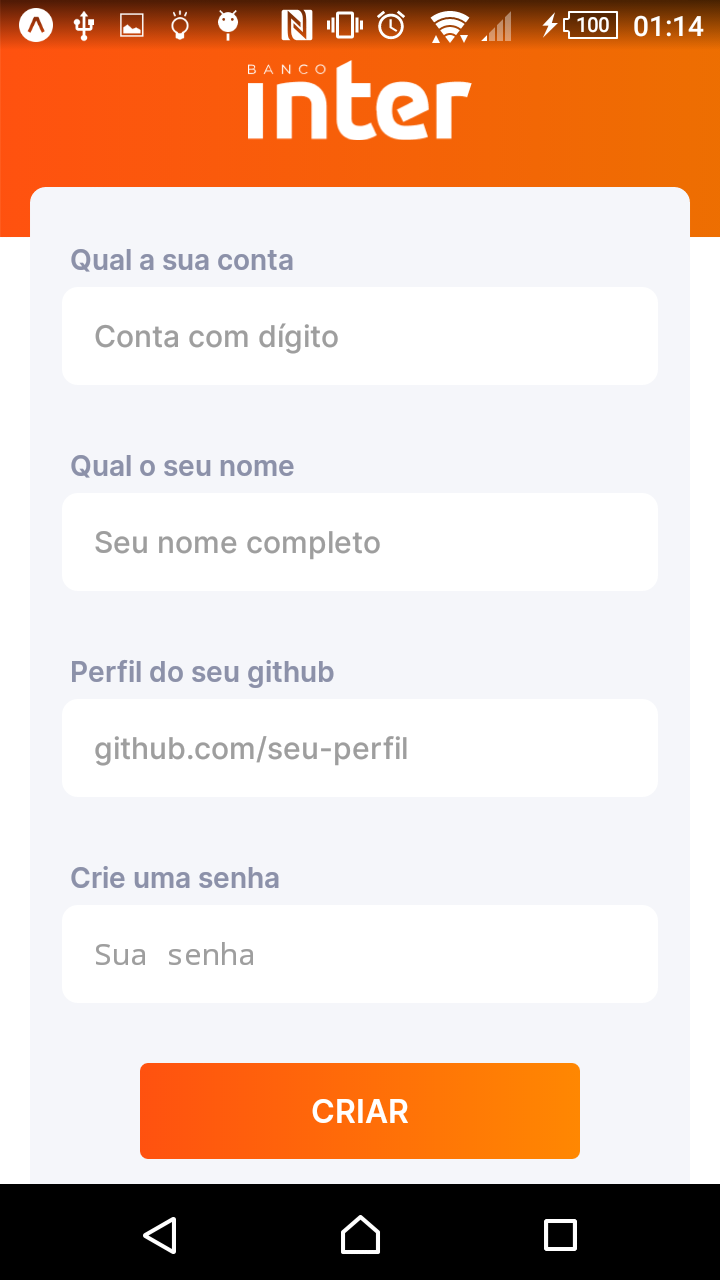 100 01:14
BANCO
inter
Qual a sua conta
Conta com dígito
Qual o seu nome
Seu nome completo
Perfil do seu github
github.com/seu-perfil
Crie uma senha
Sua senha
CRIAR